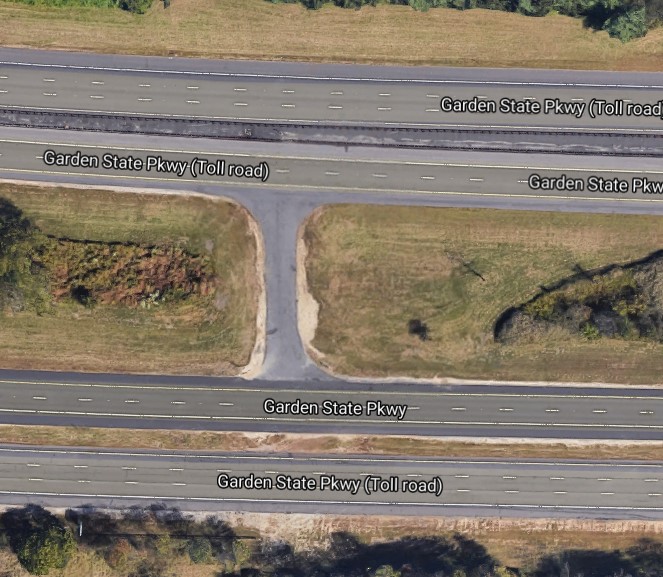 Garden State Pkwy (Toll road)
Garden State Pkwy (Toll road)
Garden State Pkw
Garden State Pkwy
Garden State Pkwy (Toll road)